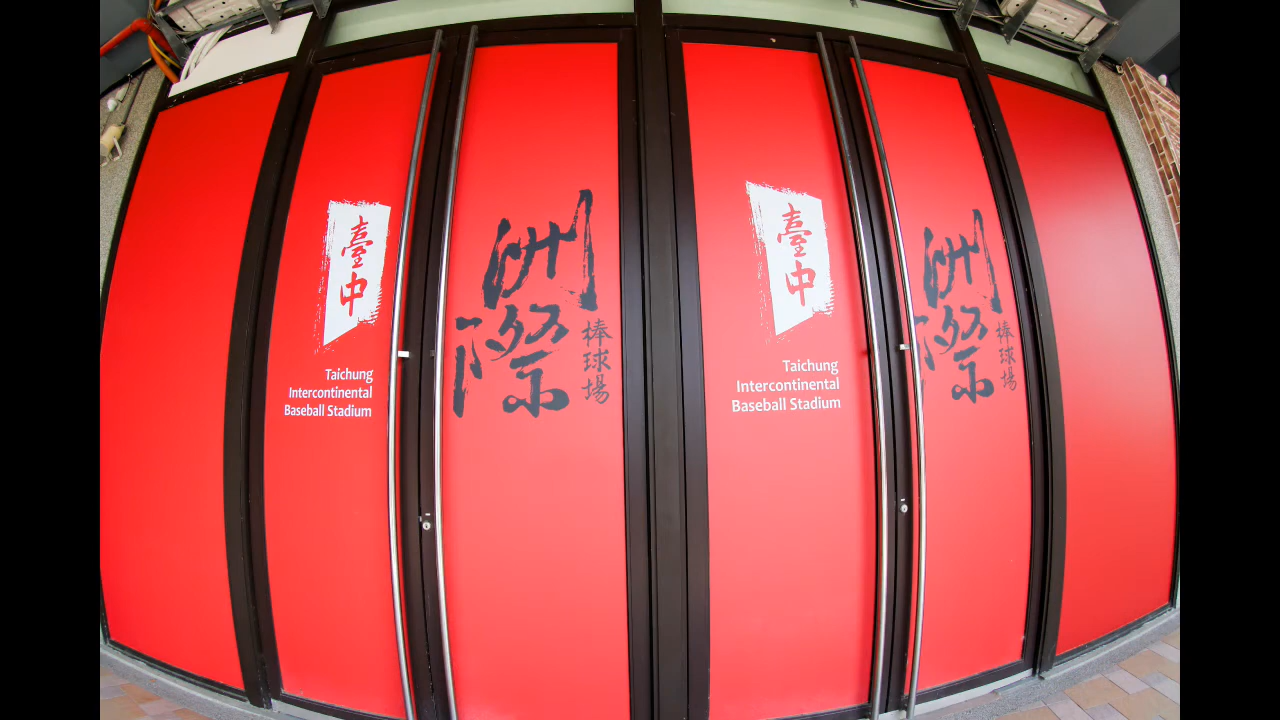 臺中
Taichung
Intercontinental
Baseball Stadium
洲際
棒球場
臺中
Taichung
Intercontinental
Baseball Stadium
洲際
棒球場